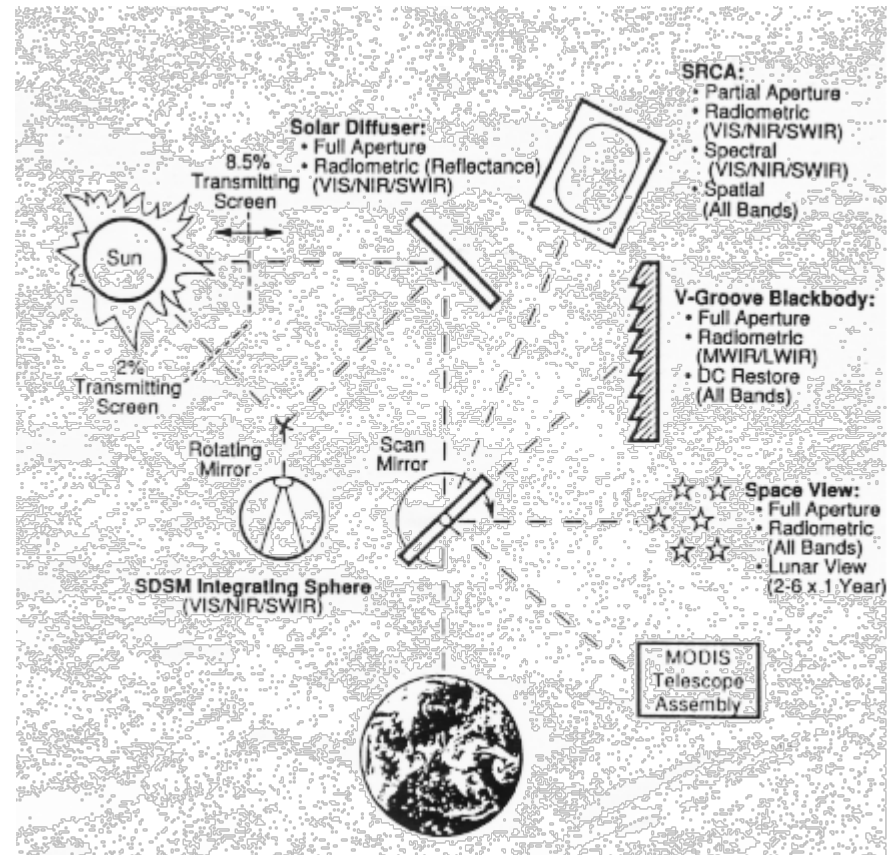 SRCA:
• Partial Aperture
• Radiometric
(VIS/NIR/SWIR)
• Spectral
(VIS/NIR/SWIR)
• Spatial
(All Bands)
Solar Diffuser:
• Full Aperture
• Radiometric (Reflectance)
(VIS/NIR/SWIR)
8.5%
Transmitting
Screen
Sun
2%
Transmitting
Screen
V-Groove Blackbody:
• Full Aperture
• Radiometric
(MWIR/LWIR)
• DC Restore
(All Bands)
Rotating
Mirror
Scan
Mirror
SDSM Integrating Sphere
(VIS/NIR/SWIR)
Space View:
• Full Aperture
• Radiometric
(All Bands)
• Lunar View
(2-6 x 1 Year)
MODIS
Telescope
Assembly